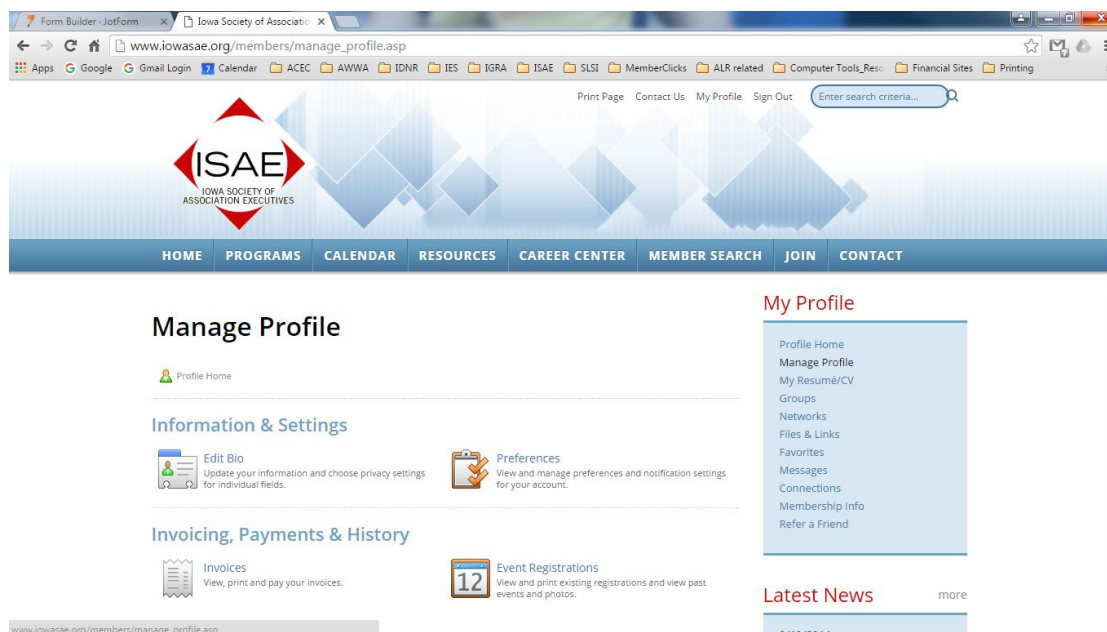 Form Builder - JotForm
Iowa Society of Associatio
www.iowasae.org/members/manage_profile.asp
Apps Google Gmail Login 7 Calendar ACEC AWWA IDNR IES IGRA ISAE SLSI MemberClicks ALR related Computer Tools_Reso Financial Sites Printing
Print Page Contact Us My Profile Sign Out Enter search criteria...
ISAE
IOWA SOCIETY OF
ASSOCIATION EXECUTIVES
HOME PROGRAMS CALENDAR RESOURCES CAREER CENTER MEMBER SEARCH JOIN CONTACT
Manage Profile
Profile Home
Information & Settings
Edit Bio
Update your information and choose privacy settings
for individual fields.
Preferences
View and manage preferences and notification settings
for your account.
Invoicing, Payments & History
Invoices
View, print and pay your invoices.
12
Event Registrations
View and print existing registrations and view past
events and photos.
My Profile
Profile Home
Manage Profile
My Resumé/CV
Groups
Networks
Files & Links
Favorites
Messages
Connections
Membership Info
Refer a Friend
Latest News more
www.iowasae.org/members/manage_profile.asp